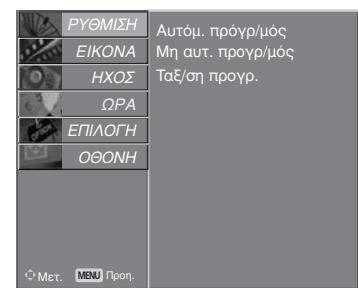 ΡΥΘΜΙΣΗ
ΕΙΚΟΝΑ
ΗΧΟΣ
ΩΡΑ
ΕΠΙΛΟΓΗ
ΟΘΟΝΗ
Αυτόμ. πρόγρ/μός
Μη αυτ. προγρ/μός
Ταξ/ση προγρ.
Μετ. MENU Προη.